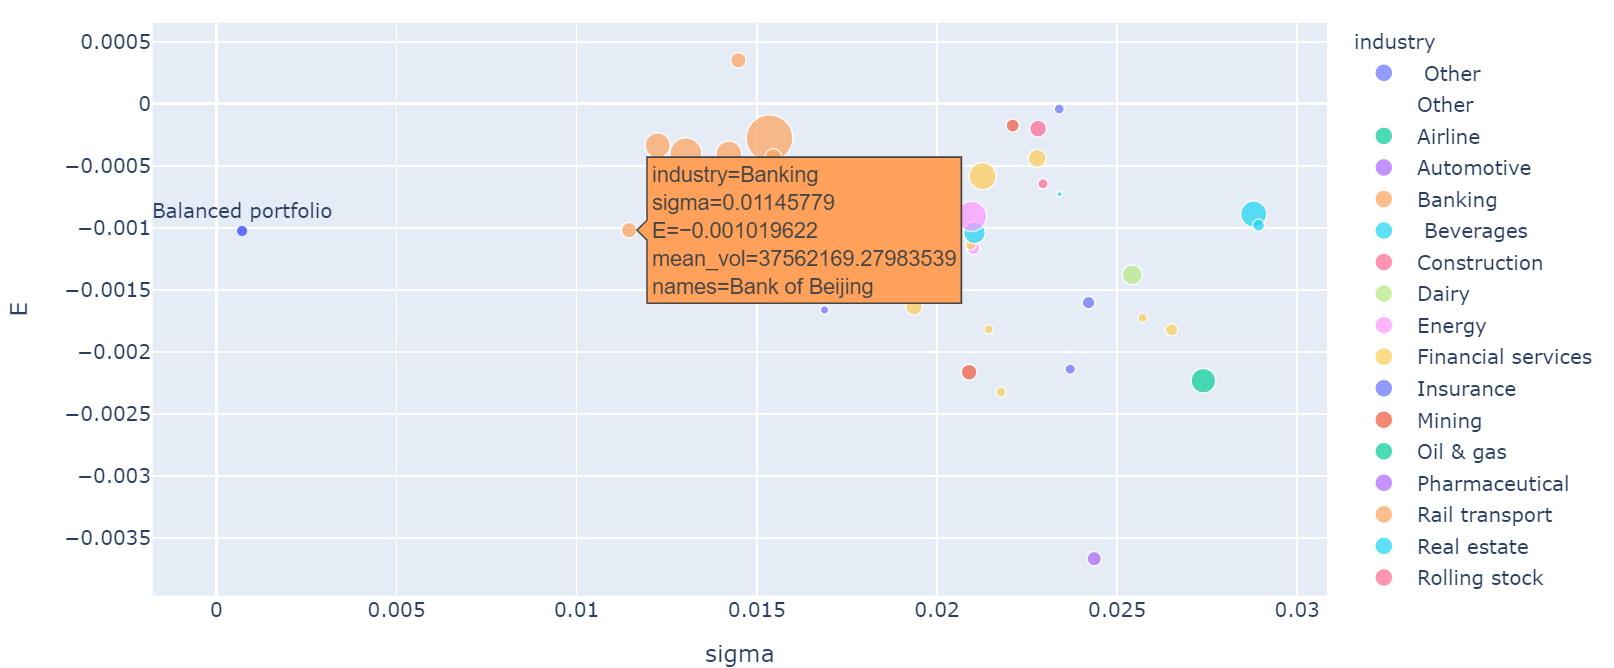 0.0005
0
−0.0005
−0.001
−0.0015
−0.002
−0.0025
−0.003
−0.0035
E
0
0.005
0.01
0.015
0.02
0.025
0.03
sigma
Balanced portfolio
industry=Banking
sigma=0.01145779
E=−0.001019622
mean_vol=37562169.27983539
names=Bank of Beijing
industry
Other
Other
Airline
Automotive
Banking
Beverages
Construction
Dairy
Energy
Financial services
Insurance
Mining
Oil & gas
Pharmaceutical
Rail transport
Real estate
Rolling stock